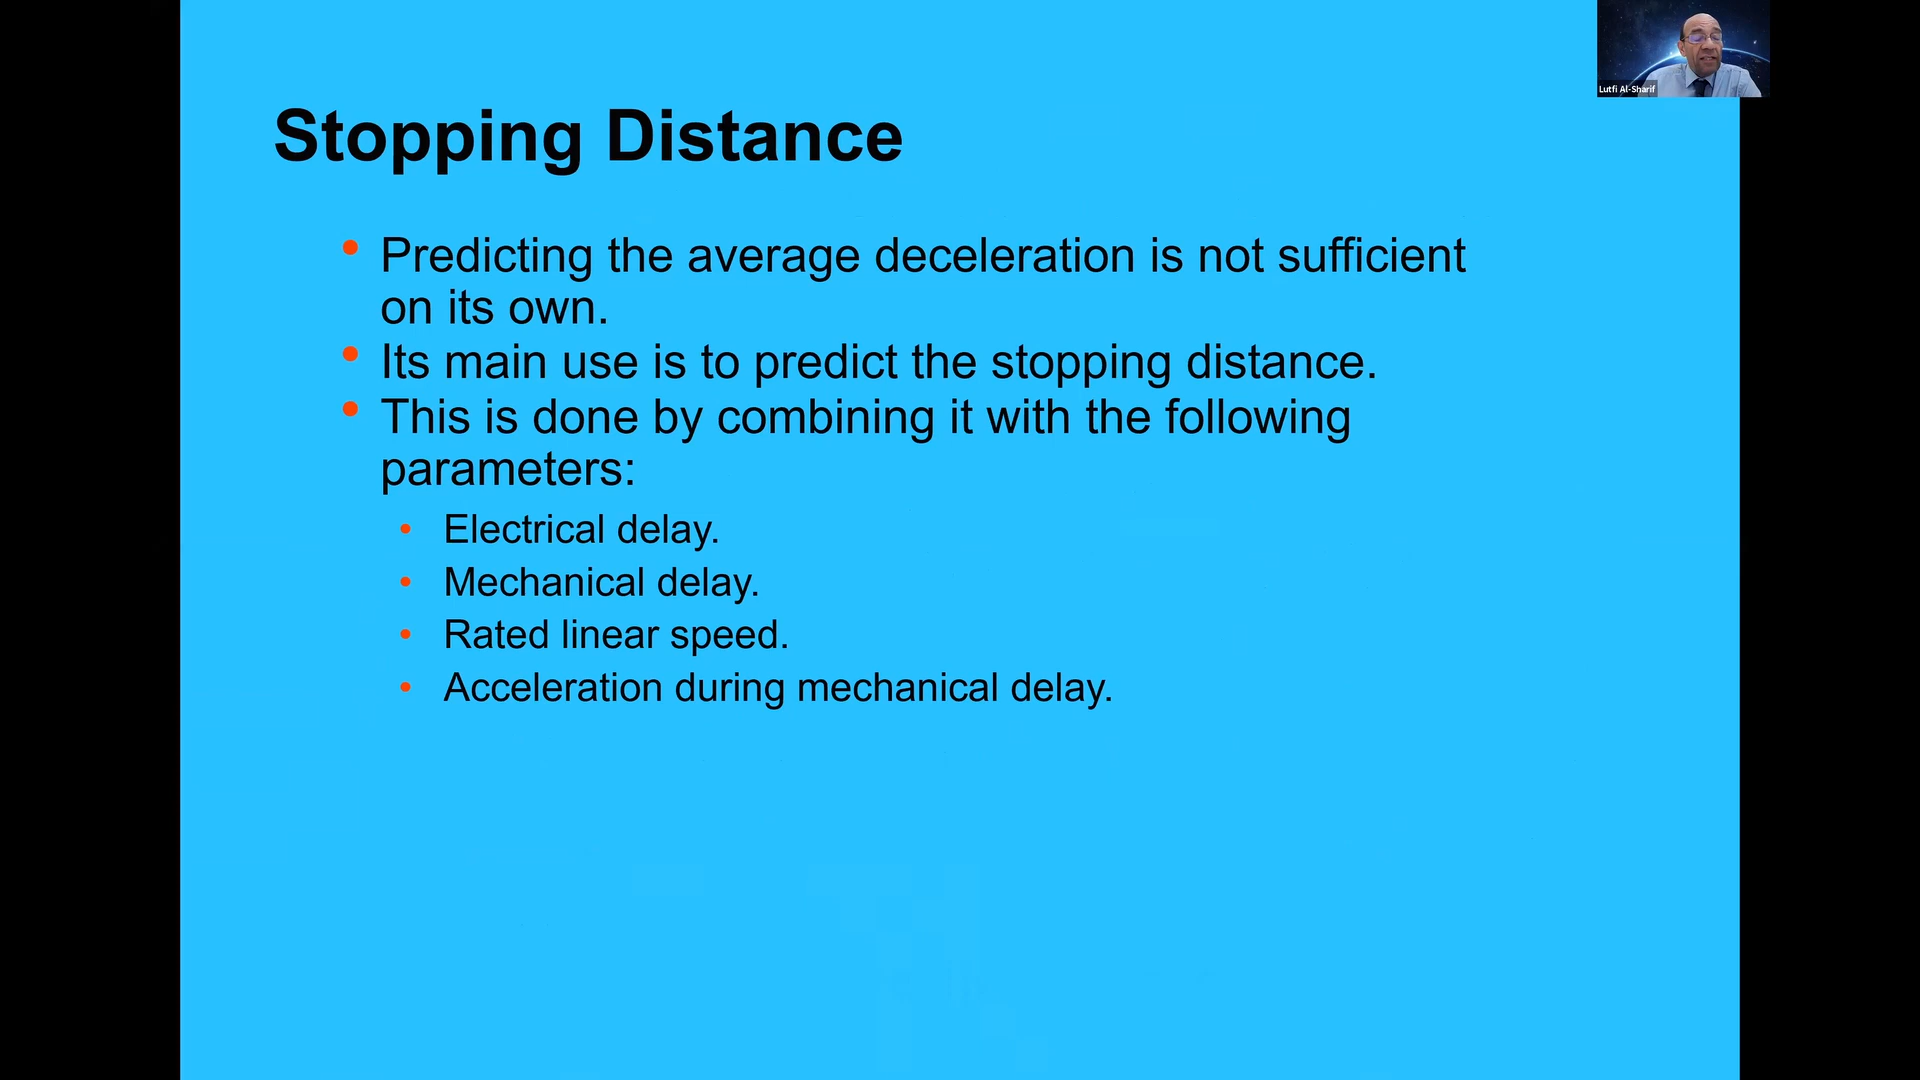 Lutfi Al-Sharif
Stopping Distance
• Predicting the average deceleration is not sufficient
on its own.
• Its main use is to predict the stopping distance.
• This is done by combining it with the following
parameters:
• Electrical delay.
• Mechanical delay.
• Rated linear speed.
• Acceleration during mechanical delay.